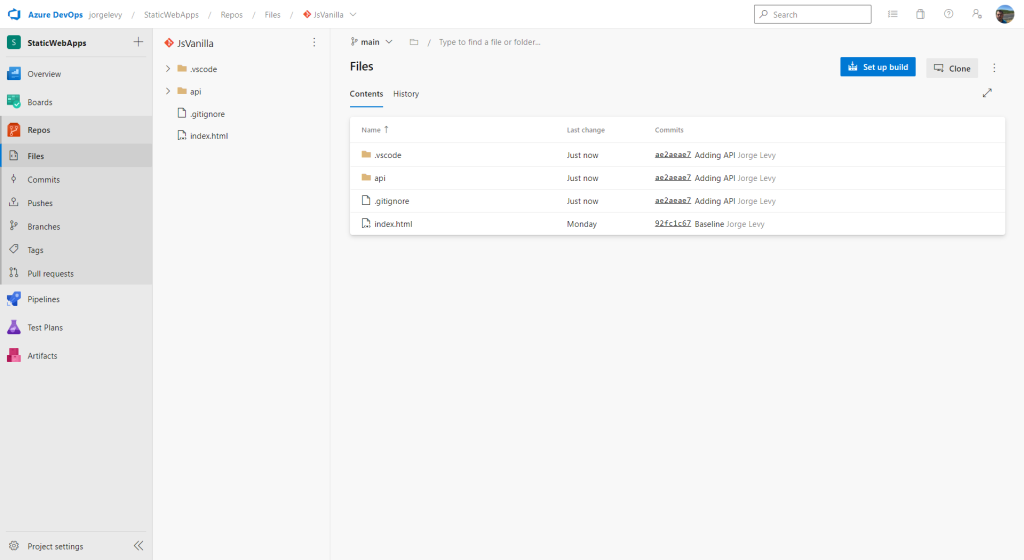 Azure DevOps jorgelevy / StaticWebApps / Repos / Files / JsVanilla
Search
S StaticWebApps
Overview
Boards
Repos
Files
Commits
Pushes
Branches
Tags
Pull requests
Pipelines
Test Plans
Artifacts
Project settings
JsVanilla
.vscode
api
.gitignore
index.html
main / Type to find a file or folder...
Files
Set up build
Clone
Contents History
Name ↑ Last change Commits
.vscode Just now ae2aeae7 Adding API Jorge Levy
api Just now ae2aeae7 Adding API Jorge Levy
.gitignore Just now ae2aeae7 Adding API Jorge Levy
index.html Monday 92fc1c67 Baseline Jorge Levy